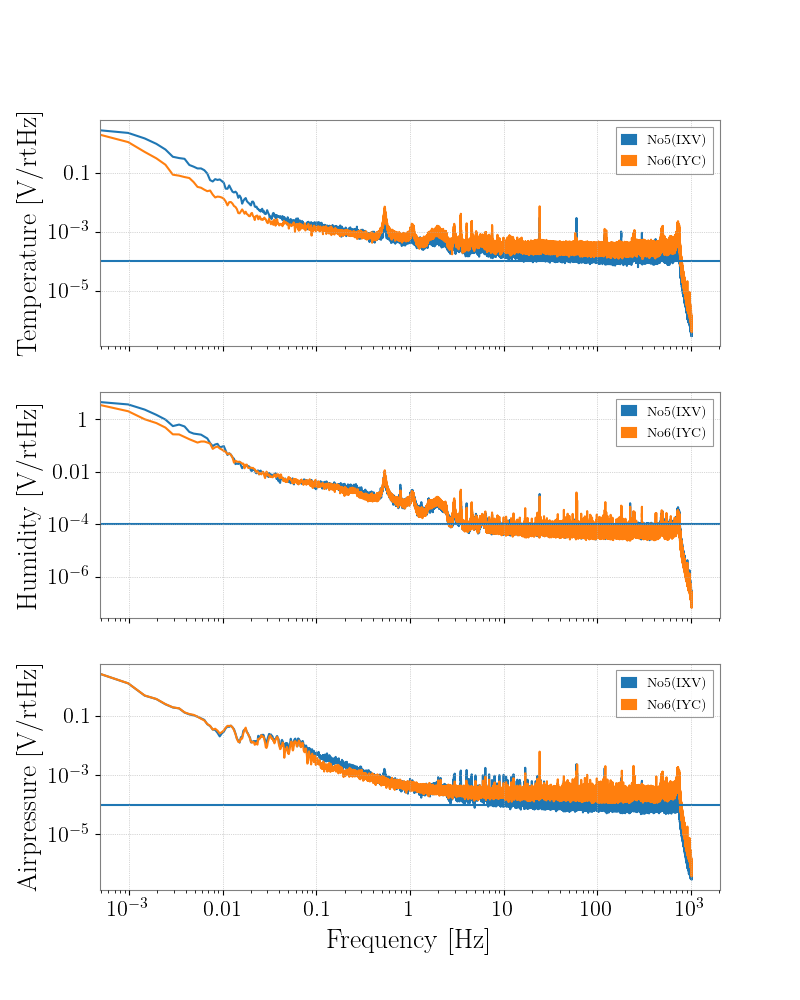 Temperature [V/rtHz]
0.1
10⁻³
10⁻⁵
No5(IXV)
No6(IYC)
Humidity [V/rtHz]
1
0.01
10⁻⁴
10⁻⁶
No5(IXV)
No6(IYC)
Airpressure [V/rtHz]
0.1
10⁻³
10⁻⁵
No5(IXV)
No6(IYC)
10⁻³ 0.01 0.1 1 10 100 10³
Frequency [Hz]